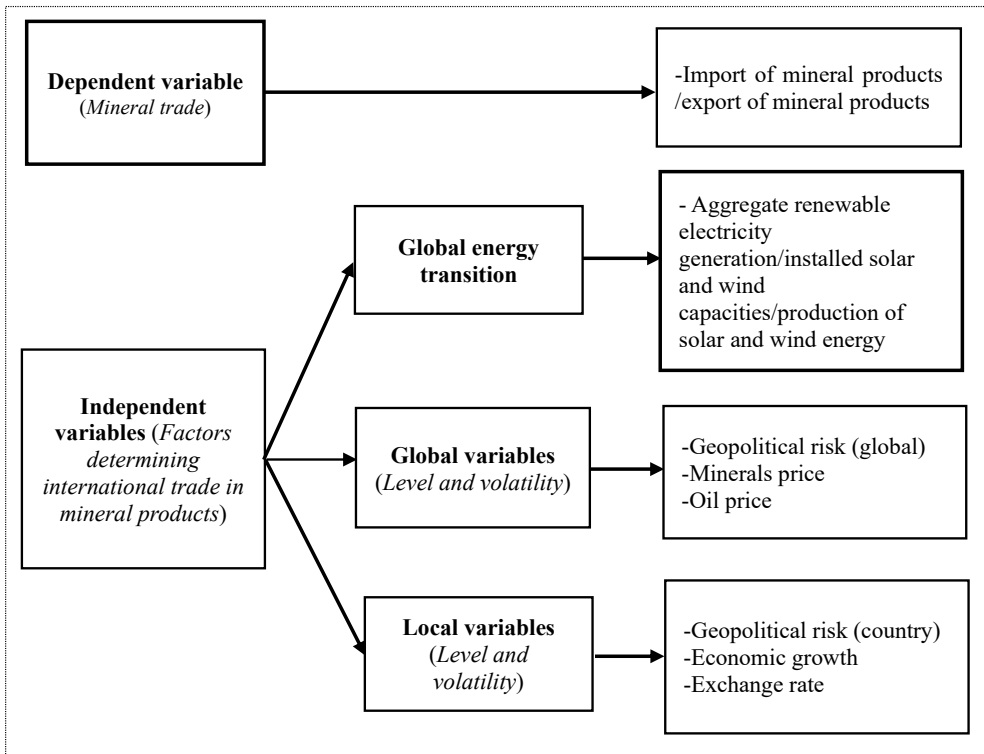 Dependent variable
(Mineral trade)
-Import of mineral products
/export of mineral products
Global energy
transition
- Aggregate renewable
electricity
generation/installed solar
and wind
capacities/production of
solar and wind energy
Independent
variables (Factors
determining
international trade in
mineral products)
Global variables
(Level and volatility)
-Geopolitical risk (global)
-Minerals price
-Oil price
Local variables
(Level and
volatility)
-Geopolitical risk (country)
-Economic growth
-Exchange rate